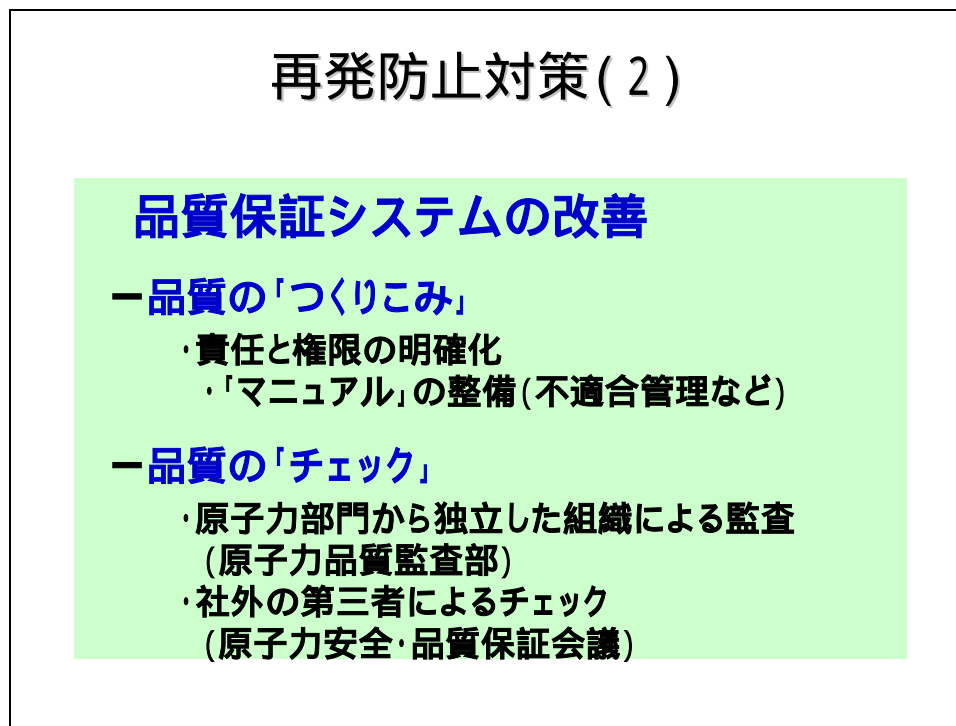 再発防止対策(2)
品質保証システムの改善
ー品質の「つくりこみ」
・責任と権限の明確化
・「マニュアル」の整備(不適合管理など)
ー品質の「チェック」
・原子力部門から独立した組織による監査
(原子力品質監査部)
・社外の第三者によるチェック
(原子力安全・品質保証会議)